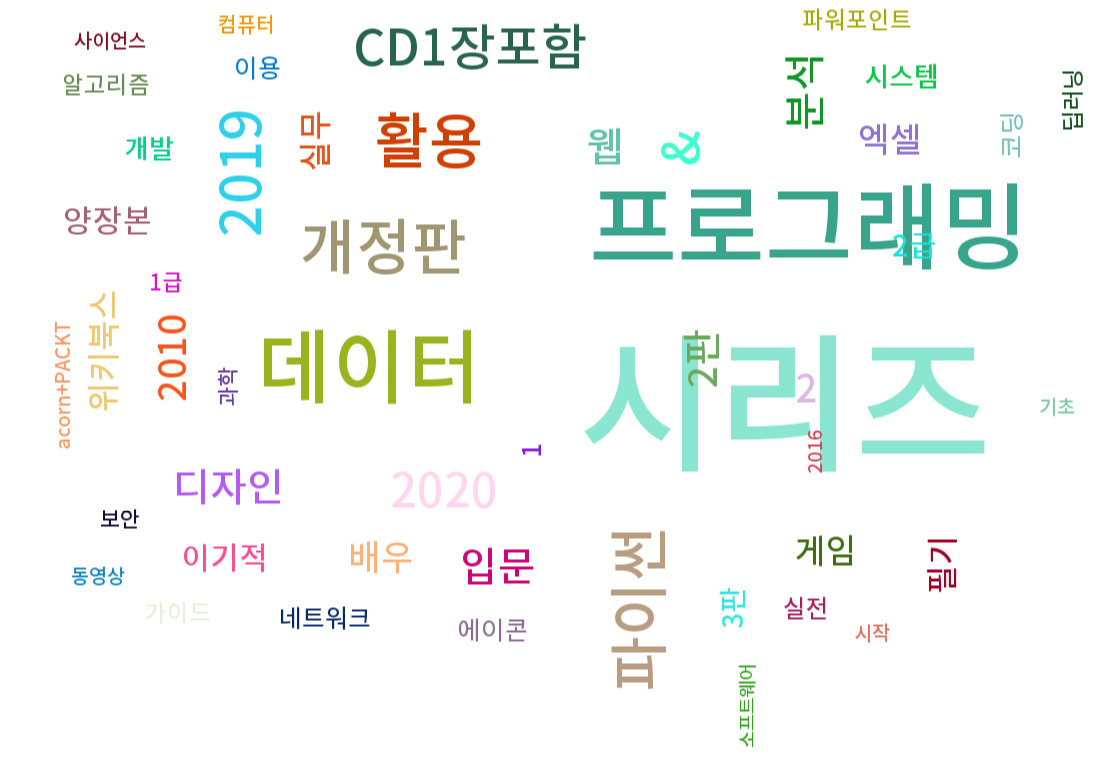 사이언스
컴퓨터
CD1장포함
파워포인트
알고리즘
이용
분석
시스템
딥러닝
개발
2019
실무
활용
웹
&
엑셀
코딩
양장본
개정판
프로그래밍
2급
1급
acorn+PACKT
위키북스
2010
과학
데이터
시리즈
2판
2
2016
기초
1
디자인
2020
보안
이기적
배우
입문
파이썬
게임
필기
동영상
가이드
네트워크
에이콘
3판
실전
시작
소프트웨어